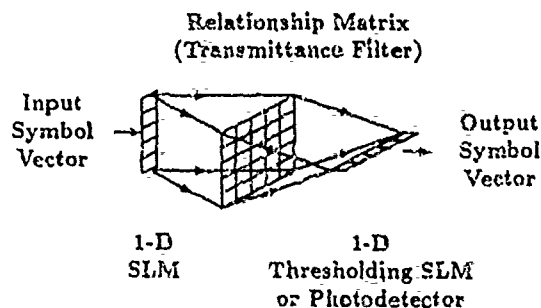 Relationship Matrix
(Transmittance Filter)
Input
Symbol
Vector
Output
Symbol
Vector
1-D
SLM
1-D
Thresholding SLM
or Photodetector